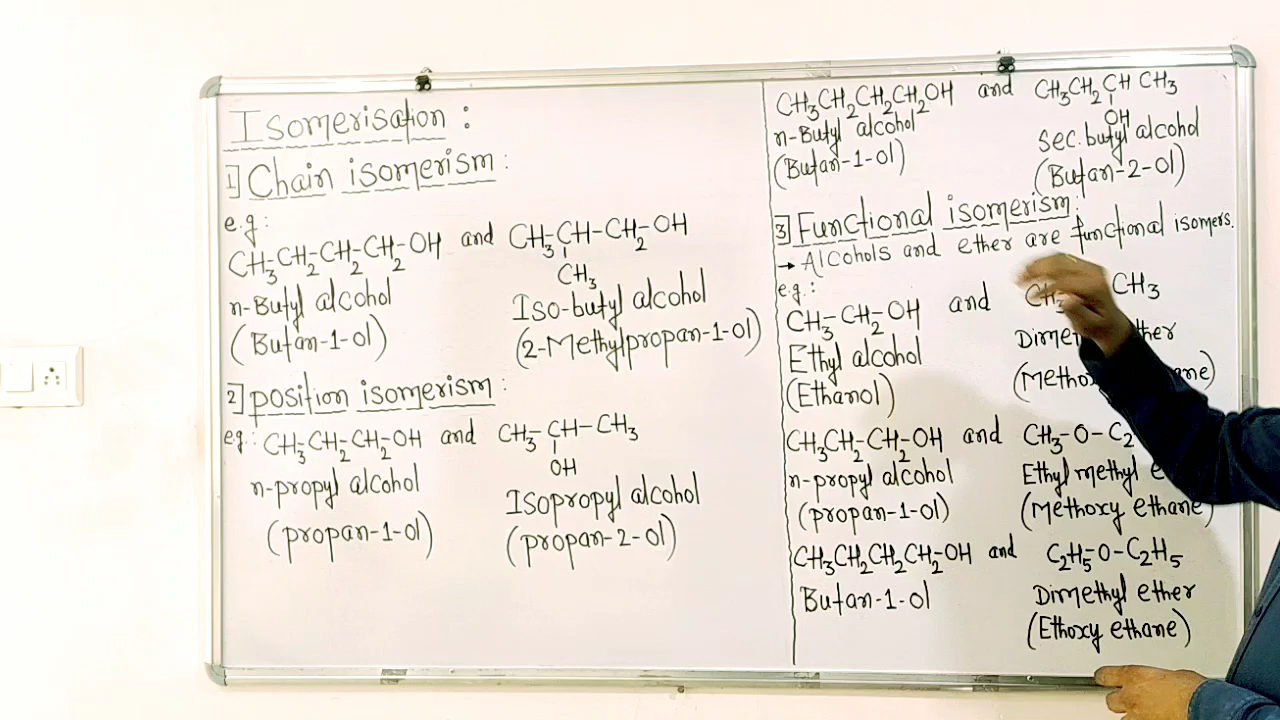 Isomerisation :
1] Chain isomerism :
e.g :
CH3-CH2-CH2-CH2-OH and CH3-CH-CH2-OH
CH3
n-Butyl alcohol Iso-butyl alcohol
(Butan-1-ol) (2-Methylpropan-1-ol)
2] position isomerism :
eg.: CH3-CH2-CH2-OH and CH3-CH-CH3
OH
n-propyl alcohol Isopropyl alcohol
(propan-1-ol) (propan-2-ol)
CH3CH2CH2CH2OH and CH3CH2CH CH3
OH
n-Butyl alcohol Sec.butyl alcohol
(Butan-1-ol) (Butan-2-ol)
3] Functional isomerism :
→ Alcohols and ether are functional isomers.
e.g.:
CH3-CH2-OH and CH3 CH3
Ethyl alcohol
(Ethanol)
CH3CH2-CH2-OH and CH3-O-C2
n-propyl alcohol Ethyl methyl
(propan-1-ol) (Methoxy ethane)
CH3CH2CH2CH2-OH and C2H5-O-C2H5
Butan-1-ol Dimethyl ether
(Ethoxy ethane)